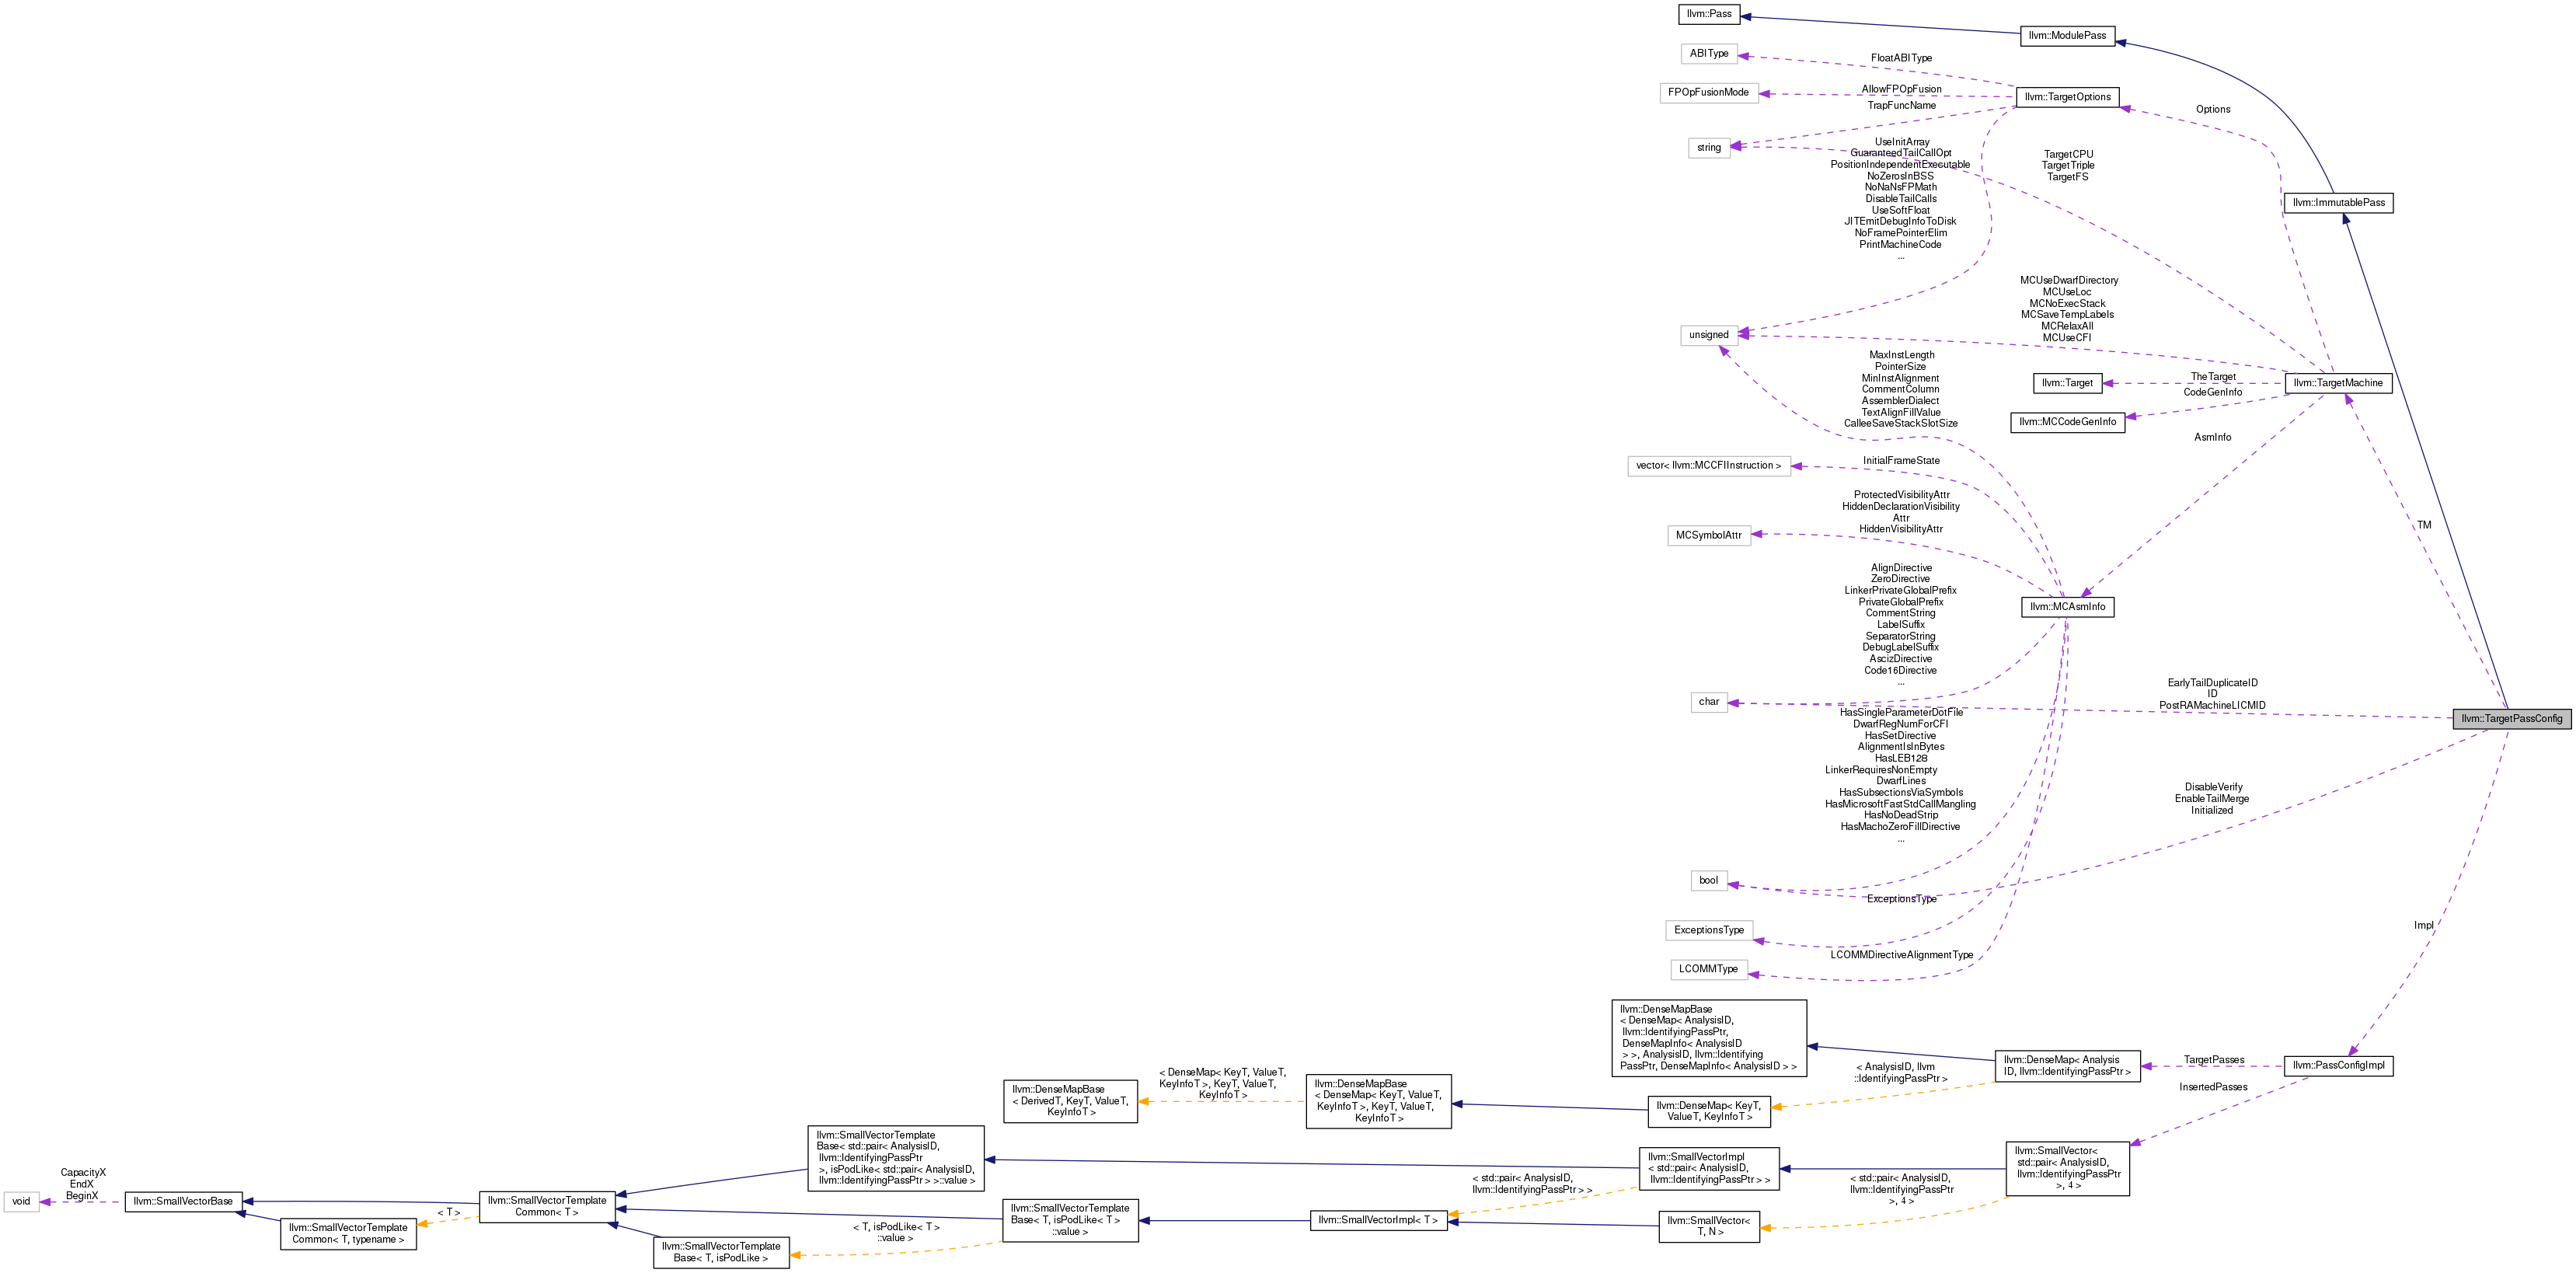 llvm::Pass
llvm::ModulePass
ABIType
FloatABIType
FPOpFusionMode
AllowFPOpFusion
llvm::TargetOptions
TrapFuncName
Options
string
UseInitArray
GuaranteedTailCallOpt
PositionIndependentExecutable
NoZerosInBSS
NoNaNsFPMath
DisableTailCalls
UseSoftFloat
JITEmitDebugInfoToDisk
NoFramePointerElim
PrintMachineCode
...
TargetCPU
TargetTriple
TargetFS
llvm::ImmutablePass
MCUseDwarfDirectory
MCUseLoc
MCNoExecStack
MCSaveTempLabels
MCRelaxAll
MCUseCFI
unsigned
MaxInstLength
PointerSize
MinInstAlignment
CommentColumn
AssemblerDialect
TextAlignFillValue
CalleeSaveStackSlotSize
llvm::Target
TheTarget
llvm::TargetMachine
CodeGenInfo
llvm::MCCodeGenInfo
AsmInfo
vector< llvm::MCCFIInstruction >
InitialFrameState
ProtectedVisibilityAttr
HiddenDeclarationVisibility
Attr
HiddenVisibilityAttr
MCSymbolAttr
TM
AlignDirective
ZeroDirective
LinkerPrivateGlobalPrefix
PrivateGlobalPrefix
CommentString
LabelSuffix
SeparatorString
DebugLabelSuffix
AscizDirective
Code16Directive
...
llvm::MCAsmInfo
char
EarlyTailDuplicateID
ID
PostRAMachineLICMID
llvm::TargetPassConfig
HasSingleParameterDotFile
DwarfRegNumForCFI
HasSetDirective
AlignmentIsInBytes
HasLEB128
LinkerRequiresNonEmpty
DwarfLines
HasSubsectionsViaSymbols
HasMicrosoftFastStdCallMangling
HasNoDeadStrip
HasMachoZeroFillDirective
...
DisableVerify
EnableTailMerge
Initialized
bool
ExceptionsType
ExceptionsType
Impl
LCOMMDirectiveAlignmentType
LCOMMType
llvm::DenseMapBase
< DenseMap< AnalysisID,
llvm::IdentifyingPassPtr,
DenseMapInfo< AnalysisID
> >, AnalysisID, llvm::Identifying
PassPtr, DenseMapInfo< AnalysisID > >
llvm::DenseMap< Analysis
ID, llvm::IdentifyingPassPtr >
TargetPasses
llvm::PassConfigImpl
InsertedPasses
< AnalysisID, llvm
::IdentifyingPassPtr >
llvm::DenseMapBase
< DerivedT, KeyT, ValueT,
KeyInfoT >
< DenseMap< KeyT, ValueT,
KeyInfoT >, KeyT, ValueT,
KeyInfoT >
llvm::DenseMapBase
< DenseMap< KeyT, ValueT,
KeyInfoT >, KeyT, ValueT,
KeyInfoT >
llvm::DenseMap< KeyT,
ValueT, KeyInfoT >
llvm::SmallVectorTemplate
Base< std::pair< AnalysisID,
llvm::IdentifyingPassPtr
>, isPodLike< std::pair< AnalysisID,
llvm::IdentifyingPassPtr > >::value >
llvm::SmallVectorImpl
< std::pair< AnalysisID,
llvm::IdentifyingPassPtr > >
llvm::SmallVector<
std::pair< AnalysisID,
llvm::IdentifyingPassPtr
>, 4 >
< std::pair< AnalysisID,
llvm::IdentifyingPassPtr > >
< std::pair< AnalysisID,
llvm::IdentifyingPassPtr
>, 4 >
void
CapacityX
EndX
BeginX
llvm::SmallVectorBase
llvm::SmallVectorTemplate
Common< T, typename >
< T >
llvm::SmallVectorTemplate
Common< T >
llvm::SmallVectorTemplate
Base< T, isPodLike >
< T, isPodLike< T >
::value >
llvm::SmallVectorTemplate
Base< T, isPodLike< T >
::value >
llvm::SmallVectorImpl< T >
llvm::SmallVector<
T, N >